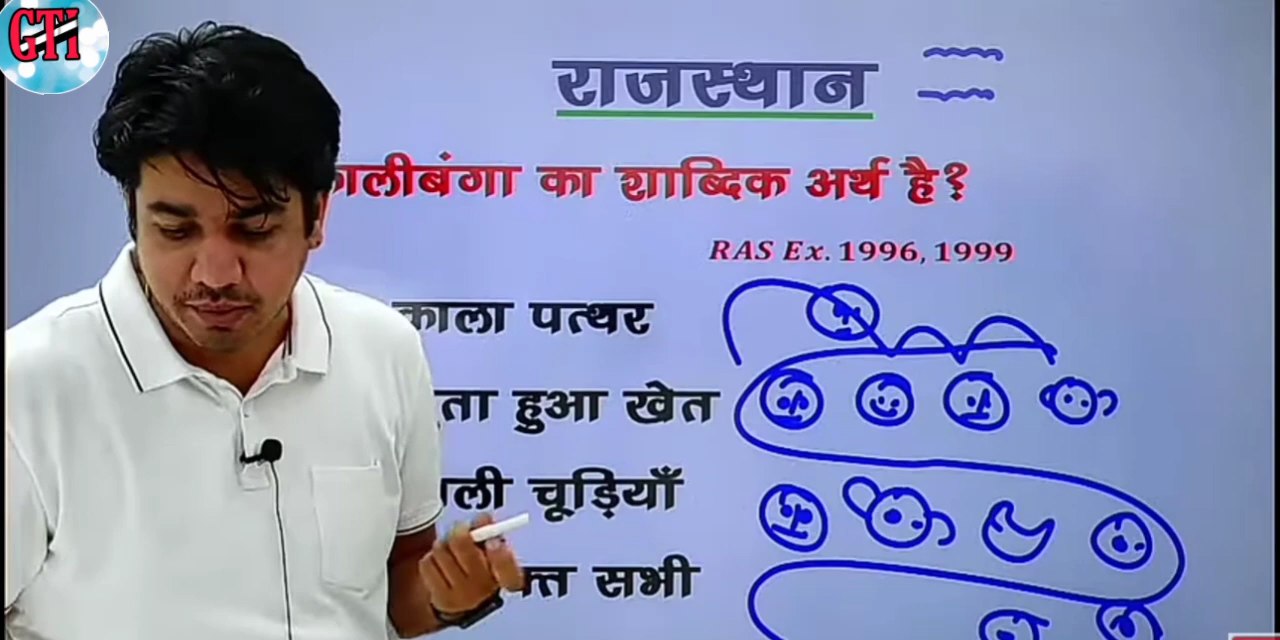 GTI
राजस्थान
कालीबंगा का शाब्दिक अर्थ है?
RAS Ex. 1996, 1999
काला पत्थर
हुआ खेत
चूड़ियाँ
सभी